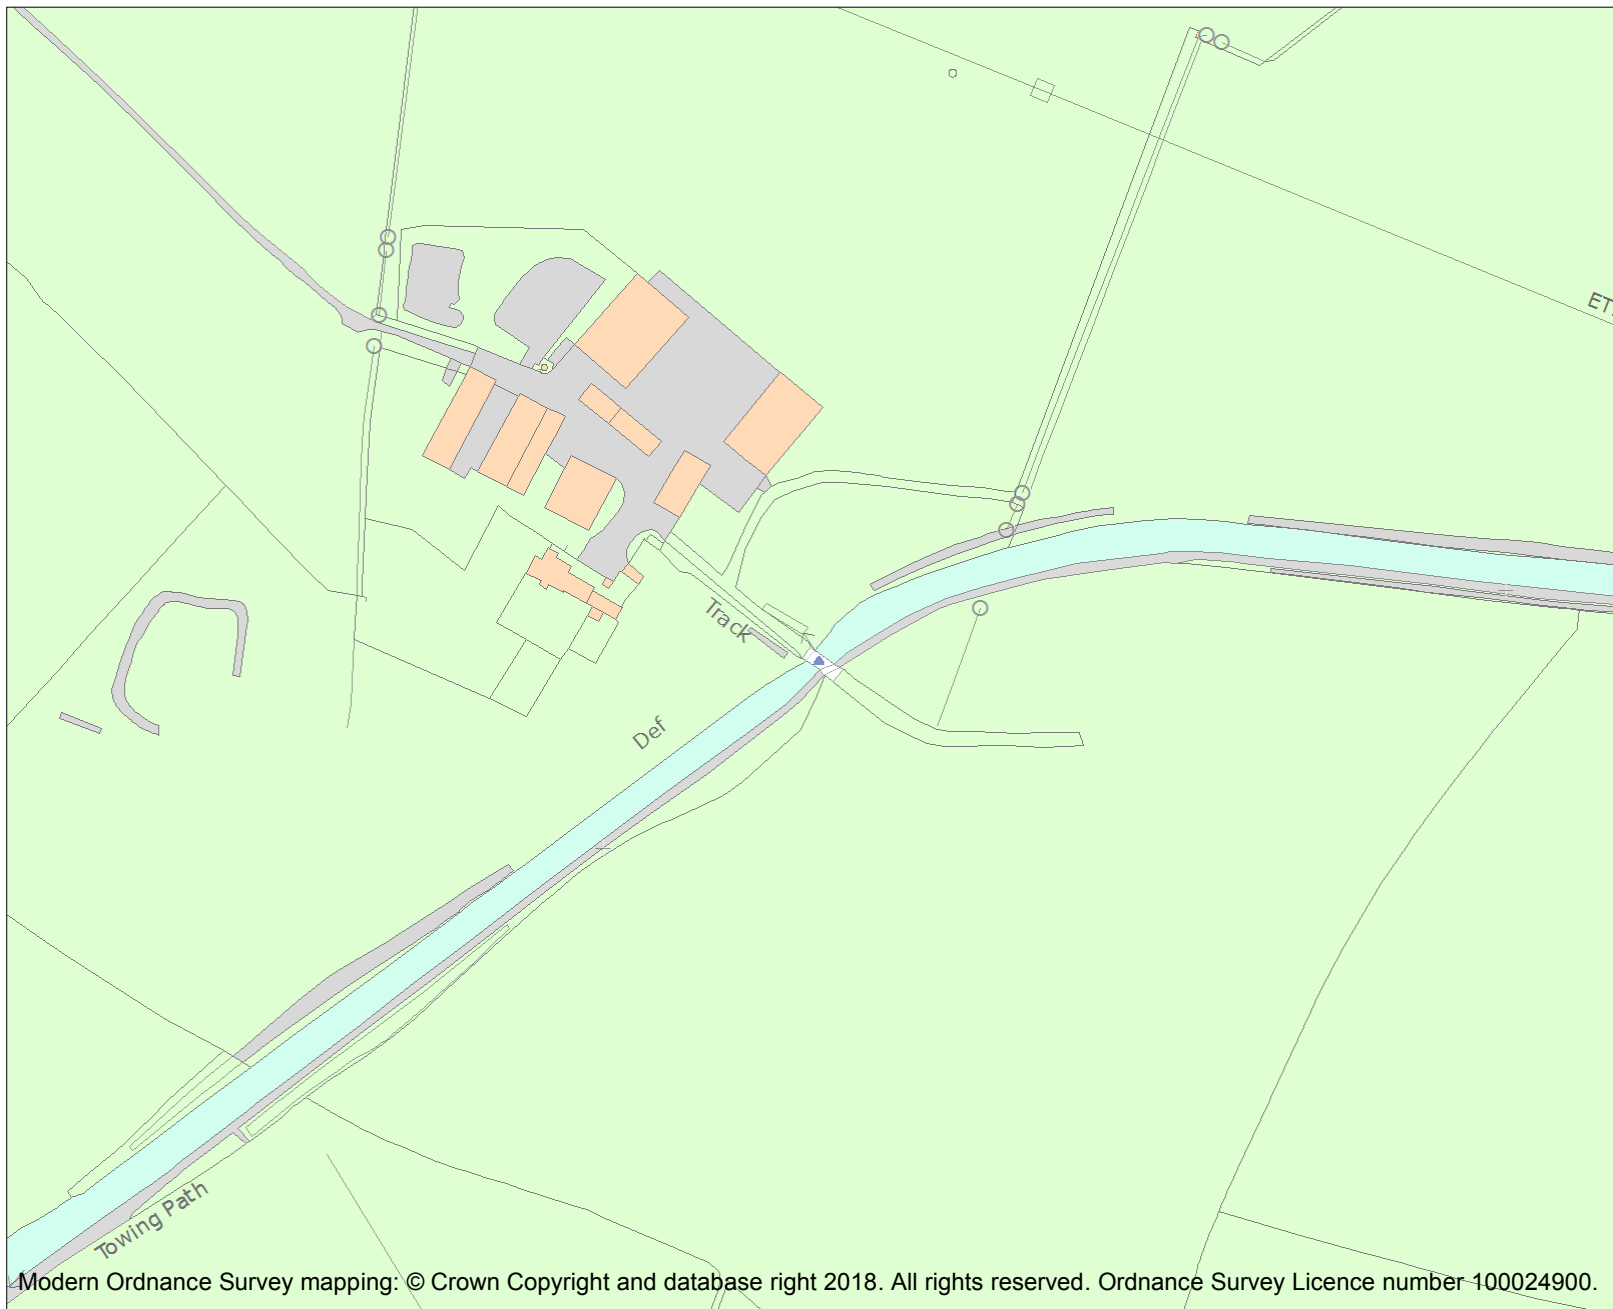 ET
Track
Def
Towing Path
Modern Ordnance Survey mapping: © Crown Copyright and database right 2018. All rights reserved. Ordnance Survey Licence number 100024900.